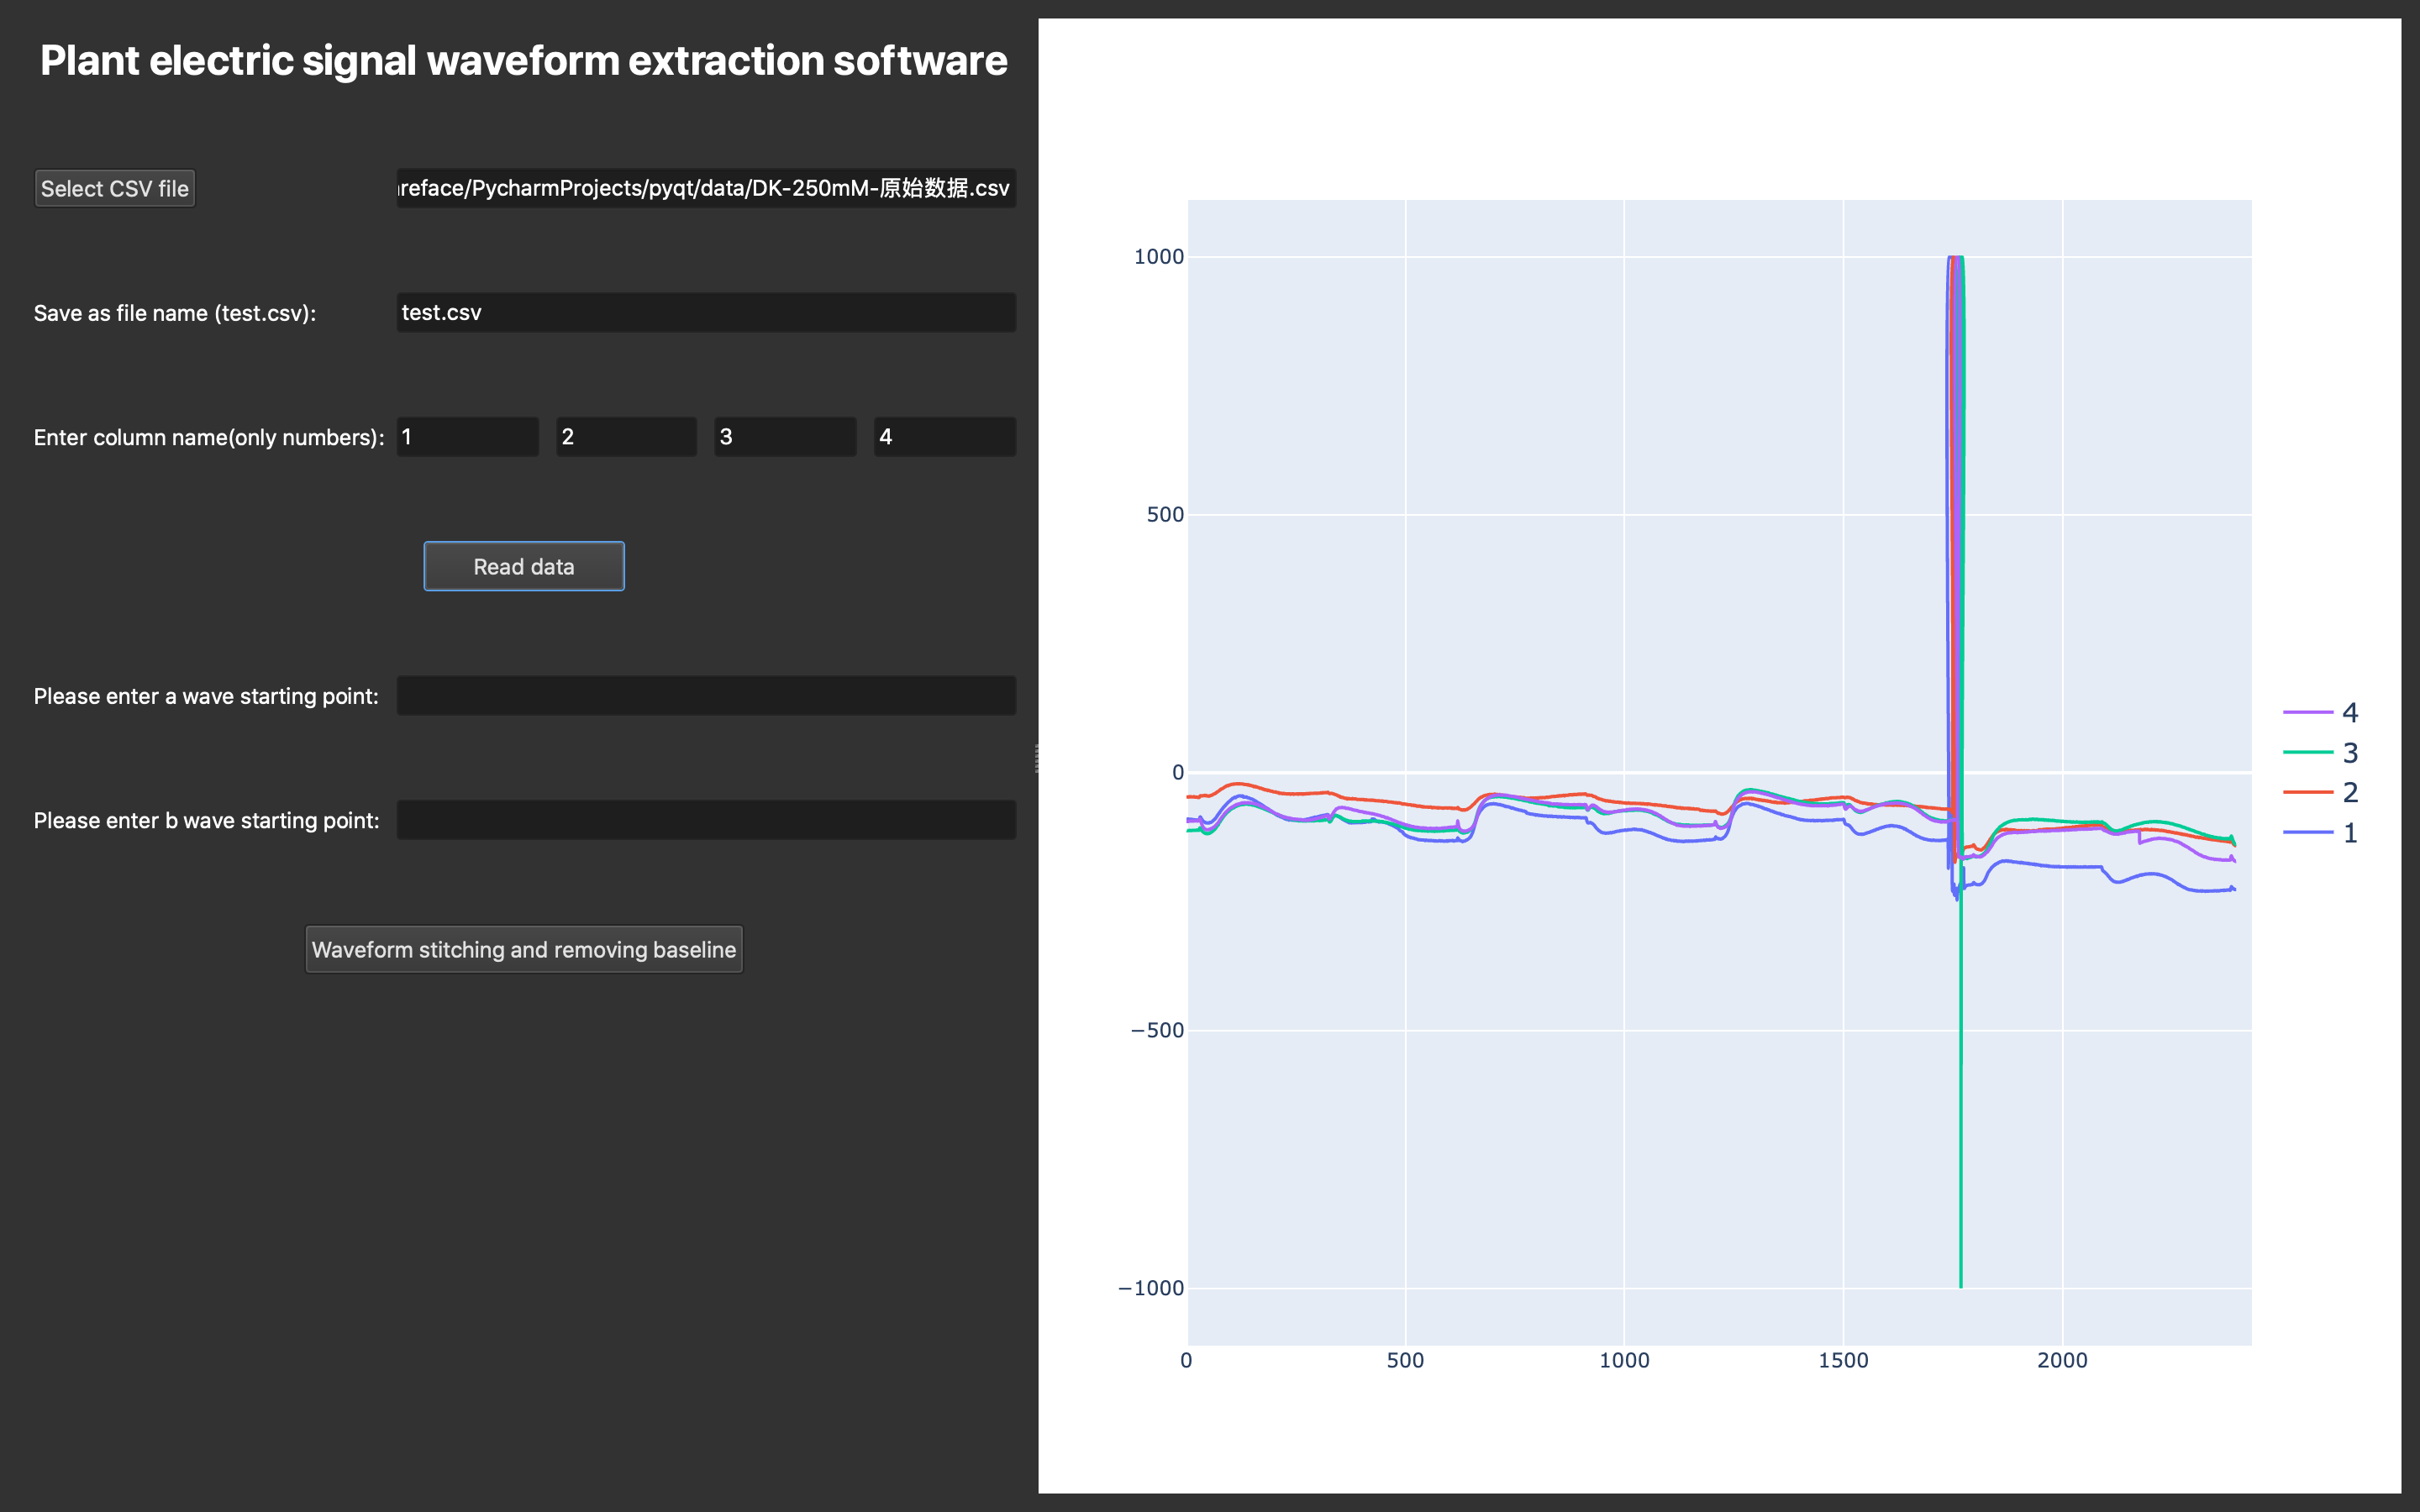 Plant electric signal waveform extraction software
Select CSV file
reface/PycharmProjects/pyqt/data/DK-250mM-原始数据.csv
Save as file name (test.csv):
test.csv
Enter column name(only numbers):
1
2
3
4
Read data
Please enter a wave starting point:
Please enter b wave starting point:
Waveform stitching and removing baseline
1000
500
0
−500
−1000
0
500
1000
1500
2000
4
3
2
1